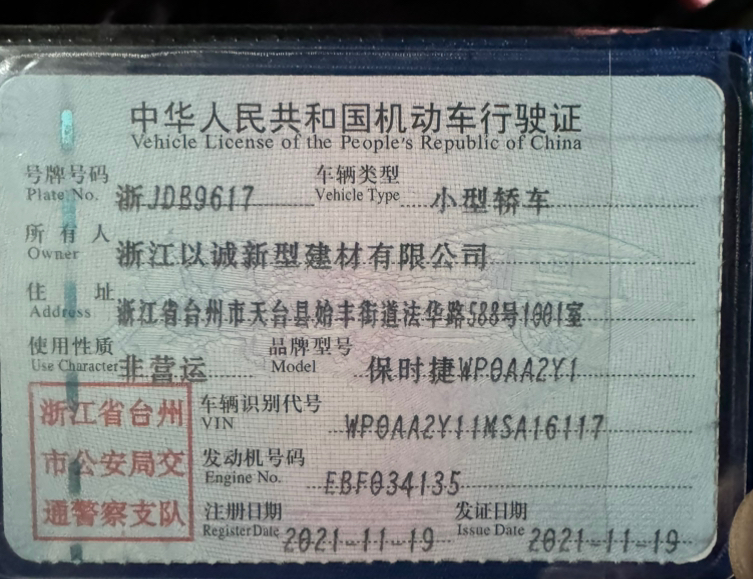 中华人民共和国机动车行驶证
Vehicle License of the People's Republic of China
号牌号码 浙JDB9617 车辆类型 小型轿车
Plate No. Vehicle Type
所有人 浙江以诚新型建材有限公司
Owner
住址 浙江省台州市天台县始丰街道法华路588号1001室
Address
使用性质 非营运 品牌型号 保时捷WP0AA2Y1
Use Character Model
浙江省台州
市公安局交
通警察支队
车辆识别代号 WP0AA2Y11MSA16117
VIN
发动机号码 EBF034135
Engine No.
注册日期 2021-11-19 发证日期 2021-11-19
Register Date Issue Date